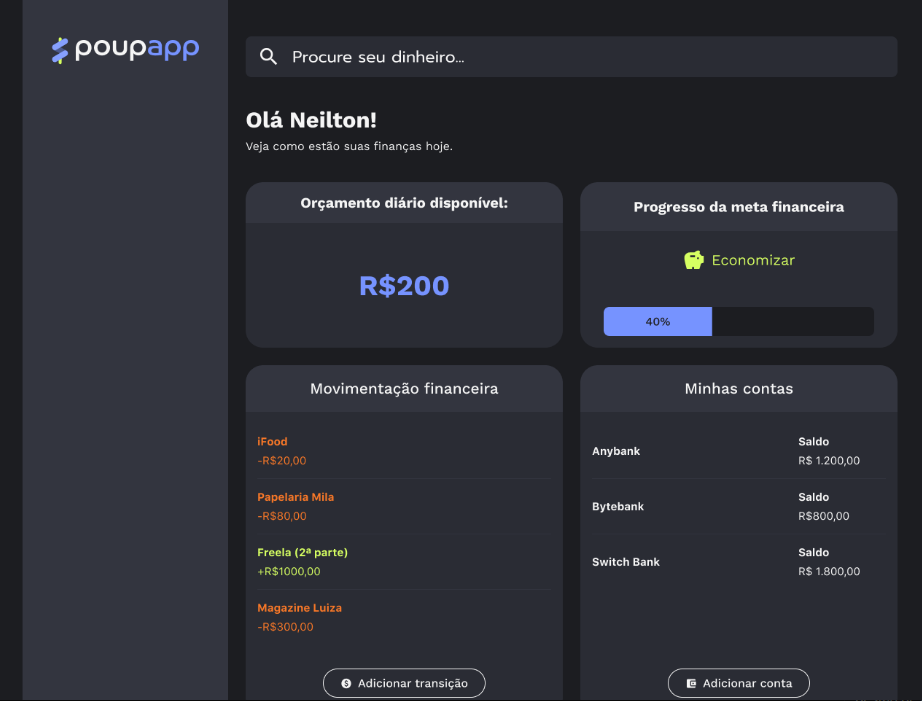 poupapp
Procure seu dinheiro...
Olá Neilton!
Veja como estão suas finanças hoje.
Orçamento diário disponível:
R$200
Progresso da meta financeira
Economizar
40%
Movimentação financeira
iFood
-R$20,00
Papelaria Mila
-R$80,00
Freela (2ª parte)
+R$1000,00
Magazine Luiza
-R$300,00
Adicionar transição
Minhas contas
Anybank
Saldo
R$ 1.200,00
Bytebank
Saldo
R$800,00
Switch Bank
Saldo
R$ 1.800,00
Adicionar conta